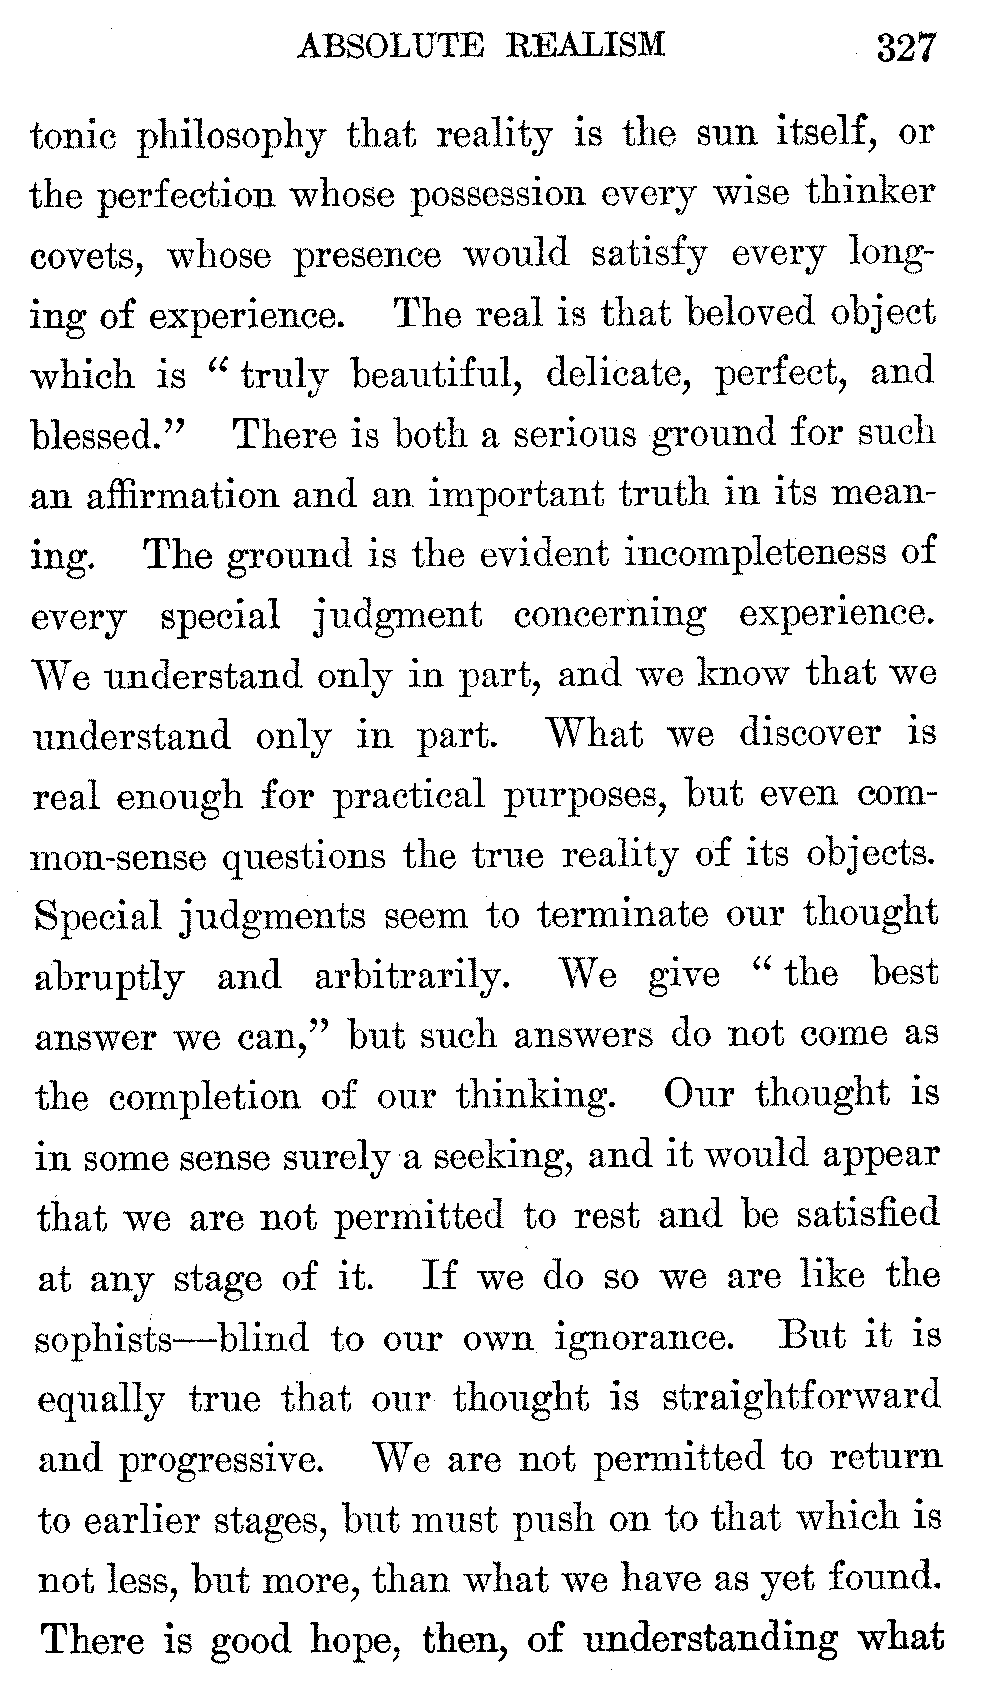 ABSOLUTE REALISM 327
tonic philosophy that reality is the sun itself, or
the perfection whose possession every wise thinker
covets, whose presence would satisfy every long-
ing of experience. The real is that beloved object
which is “ truly beautiful, delicate, perfect, and
blessed.” There is both a serious ground for such
an affirmation and an important truth in its mean-
ing. The ground is the evident incompleteness of
every special judgment concerning experience.
We understand only in part, and we know that we
understand only in part. What we discover is
real enough for practical purposes, but even com-
mon-sense questions the true reality of its objects.
Special judgments seem to terminate our thought
abruptly and arbitrarily. We give “ the best
answer we can,” but such answers do not come as
the completion of our thinking. Our thought is
in some sense surely a seeking, and it would appear
that we are not permitted to rest and be satisfied
at any stage of it. If we do so we are like the
sophists—blind to our own ignorance. But it is
equally true that our thought is straightforward
and progressive. We are not permitted to return
to earlier stages, but must push on to that which is
not less, but more, than what we have as yet found.
There is good hope, then, of understanding what